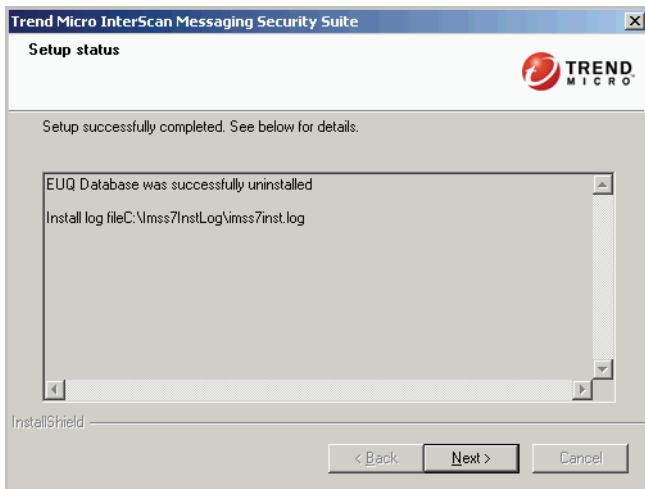 Trend Micro InterScan Messaging Security Suite
Setup status
TREND
MICRO
Setup successfully completed. See below for details.
EUQ Database was successfully uninstalled
Install log fileC:\Imss7InstLog\imss7inst.log
InstallShield
< Back
Next >
Cancel